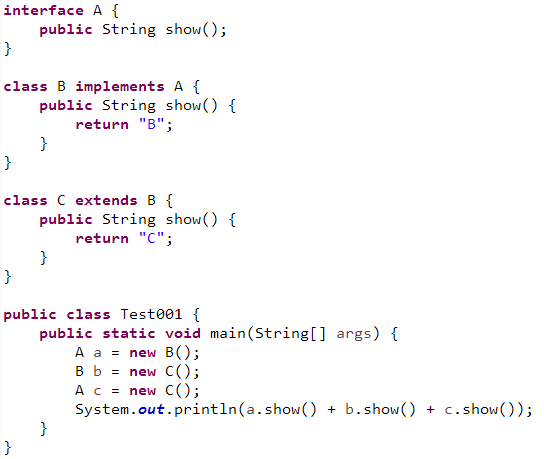 interface A {
    public String show();
}

class B implements A {
    public String show() {
        return "B";
    }
}

class C extends B {
    public String show() {
        return "C";
    }
}

public class Test001 {
    public static void main(String[] args) {
        A a = new B();
        B b = new C();
        A c = new C();
        System.out.println(a.show() + b.show() + c.show());
    }
}